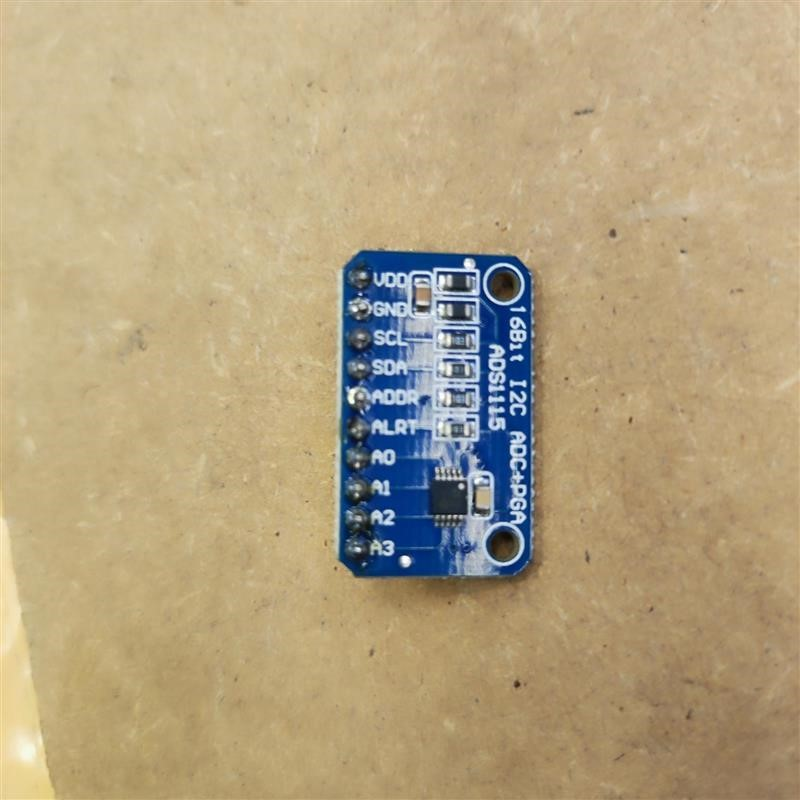 VDD
GND
SCL
SDA
ADDR
ALRT
A0
A1
A2
A3
16Bit I2C ADC+PGA
ADS1115